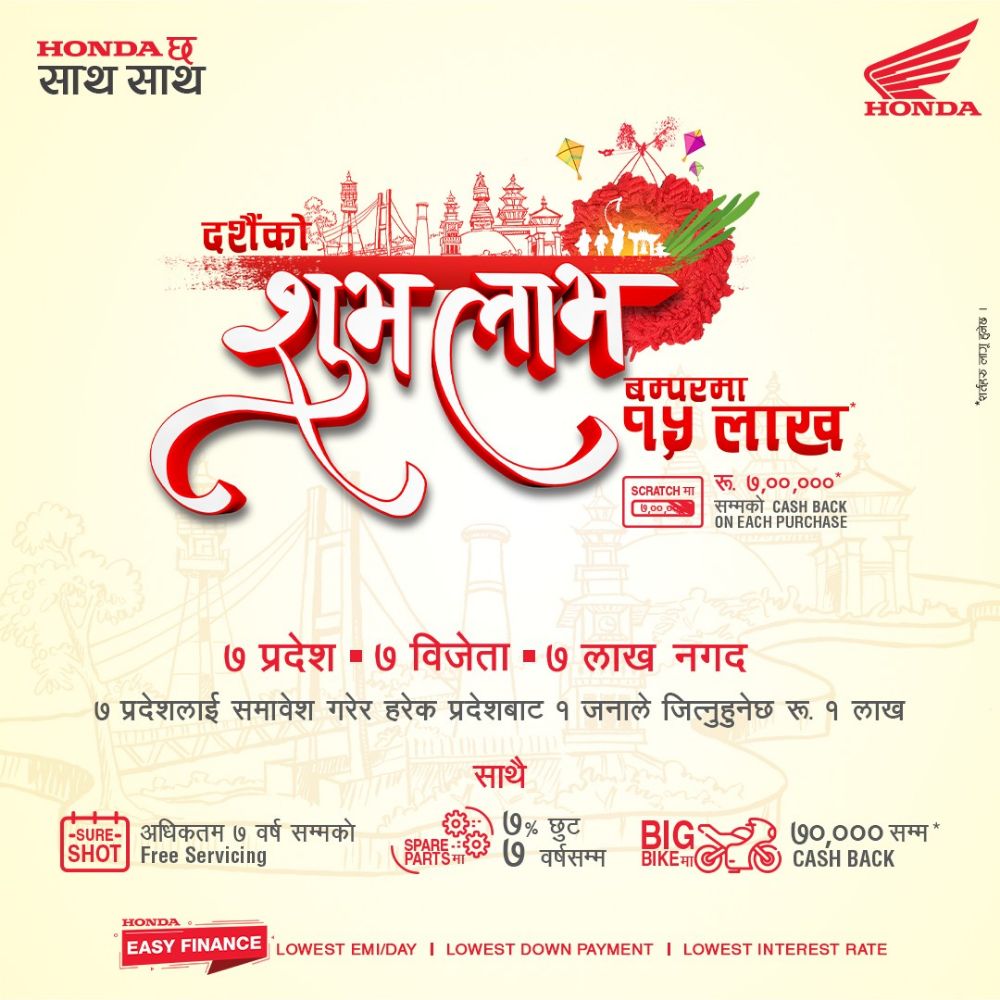 HONDA छ
साथ साथ
HONDA
दशैंको
शुभ लाभ
बम्परमा
१५ लाख*
SCRATCH मा
७,००,०
रू. ७,००,०००*
सम्मको CASH BACK
ON EACH PURCHASE
*शर्तहरु लागू हुनेछ ।
७ प्रदेश ▪ ७ विजेता ▪ ७ लाख नगद
७ प्रदेशलाई समावेश गरेर हरेक प्रदेशबाट १ जनाले जित्नुहुनेछ रू. १ लाख
साथै
-SURE-
SHOT
अधिकतम ७ वर्ष सम्मको
Free Servicing
SPARE
PARTS मा
७% छुट
७ वर्षसम्म
BIG
BIKE मा
७०,००० सम्म*
CASH BACK
HONDA
EASY FINANCE
LOWEST EMI/DAY | LOWEST DOWN PAYMENT | LOWEST INTEREST RATE